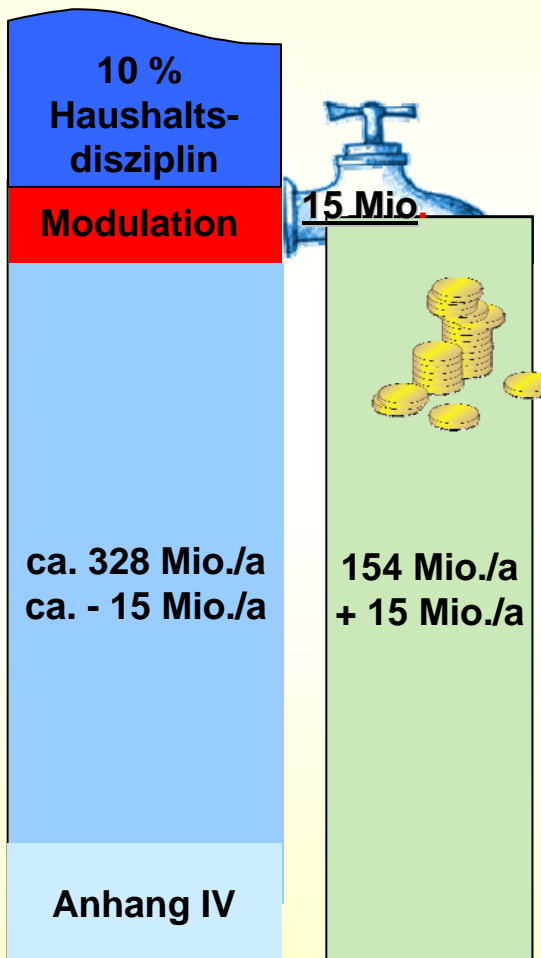 10 %
Haushalts-
disziplin
Modulation
15 Mio.
ca. 328 Mio./a
ca. - 15 Mio./a
154 Mio./a
+ 15 Mio./a
Anhang IV